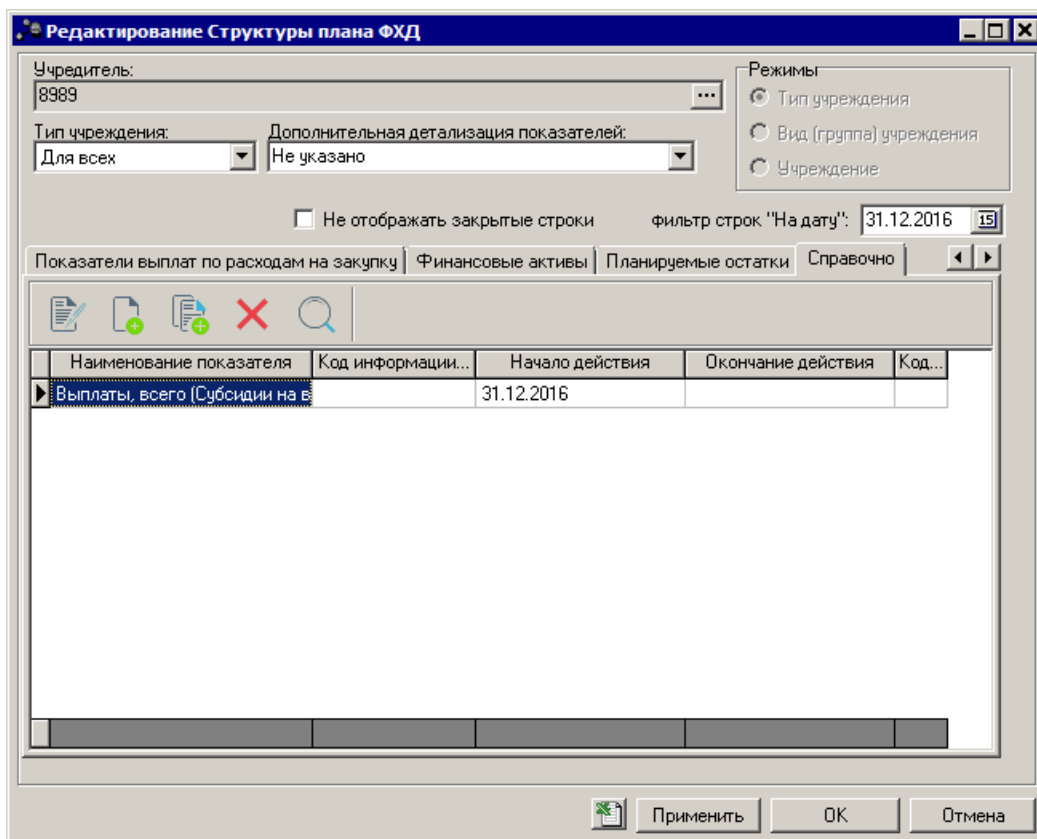 Редактирование Структуры плана ФХД
Учредитель:
8989
Режимы
Тип учреждения
Вид (группа) учреждения
Учреждение
Тип учреждения:
Дополнительная детализация показателей:
Для всех
Не указано
Не отображать закрытые строки
фильтр строк "На дату":
31.12.2016
15
Показатели выплат по расходам на закупку
Финансовые активы
Планируемые остатки
Справочно
Наименование показателя
Код информации...
Начало действия
Окончание действия
Код...
Выплаты, всего (Субсидии на в
31.12.2016
Применить
OK
Отмена